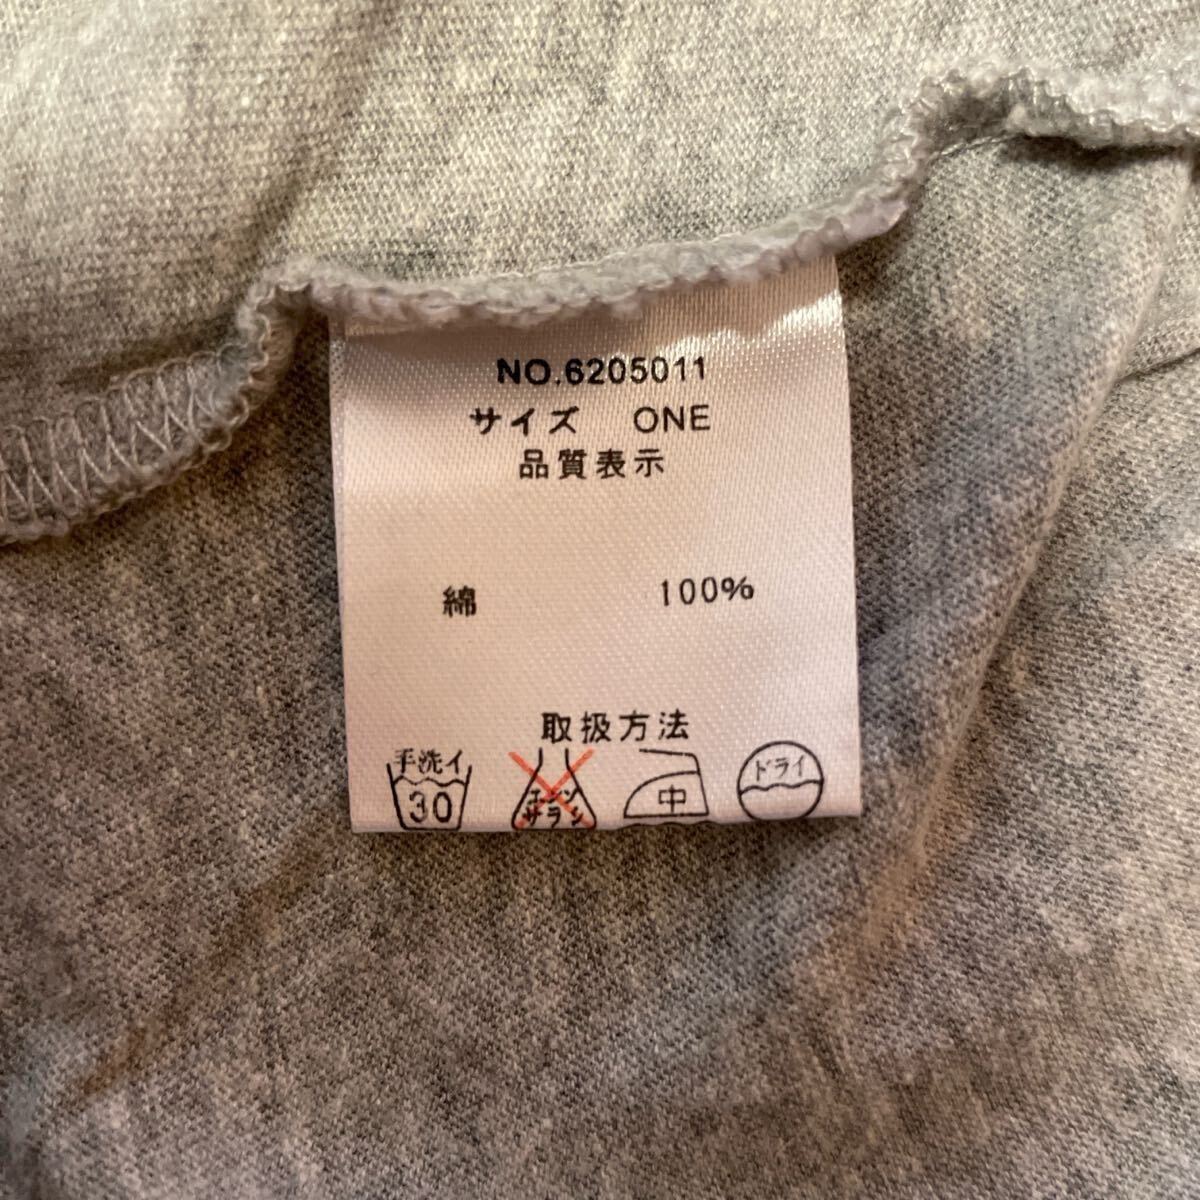 NO.6205011
サイズ ONE
品質表示
綿 100%
取扱方法
手洗イ
30
エンソ
サラシ
中
ドライ